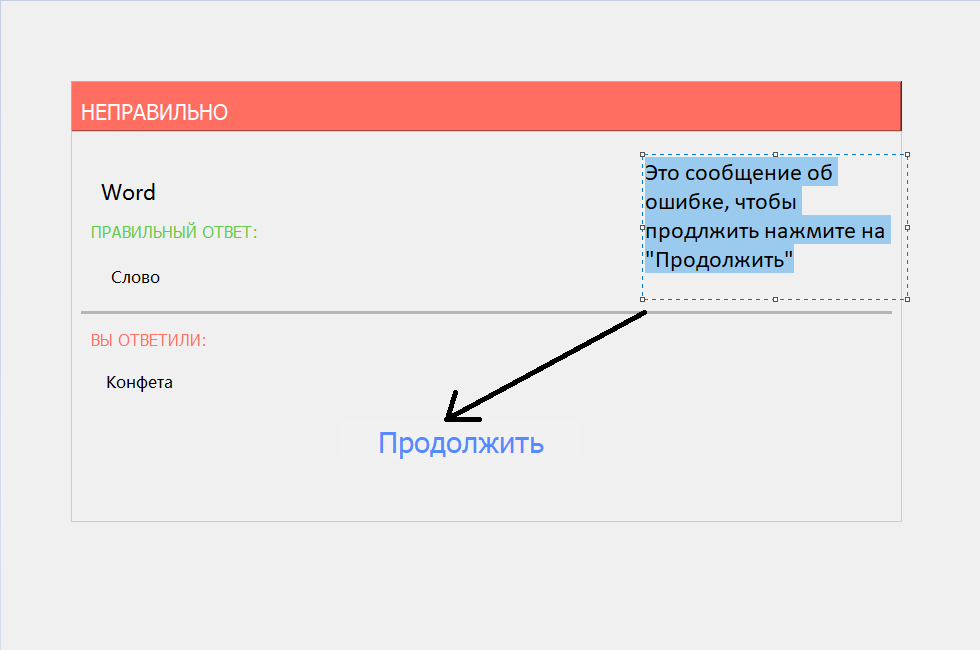 НЕПРАВИЛЬНО
Word
ПРАВИЛЬНЫЙ ОТВЕТ:
Слово
Это сообщение об
ошибке, чтобы
продлжить нажмите на
"Продолжить"
ВЫ ОТВЕТИЛИ:
Конфета
Продолжить